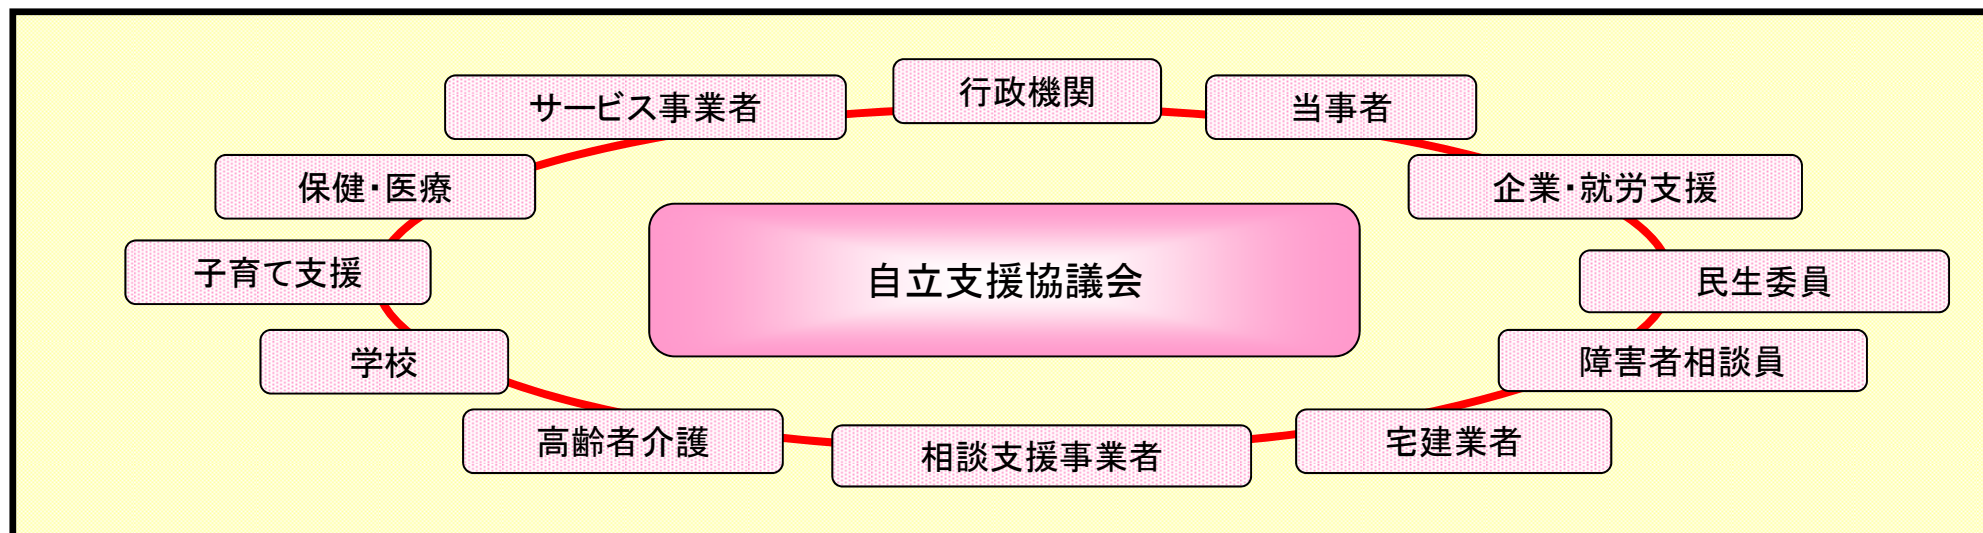 行政機関
サービス事業者
当事者
保健・医療
企業・就労支援
子育て支援
自立支援協議会
民生委員
学校
障害者相談員
高齢者介護
相談支援事業者
宅建業者